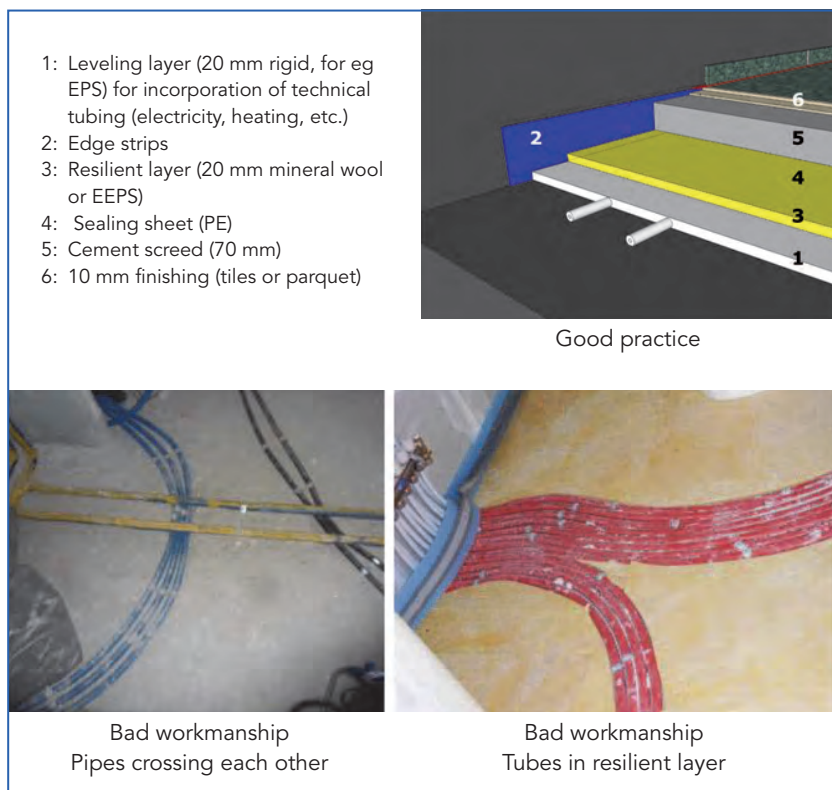 1: Leveling layer (20 mm rigid, for eg
EPS) for incorporation of technical
tubing (electricity, heating, etc.)
2: Edge strips
3: Resilient layer (20 mm mineral wool
or EEPS)
4: Sealing sheet (PE)
5: Cement screed (70 mm)
6: 10 mm finishing (tiles or parquet)
2
6
5
4
3
1
Good practice
Bad workmanship
Pipes crossing each other
Bad workmanship
Tubes in resilient layer